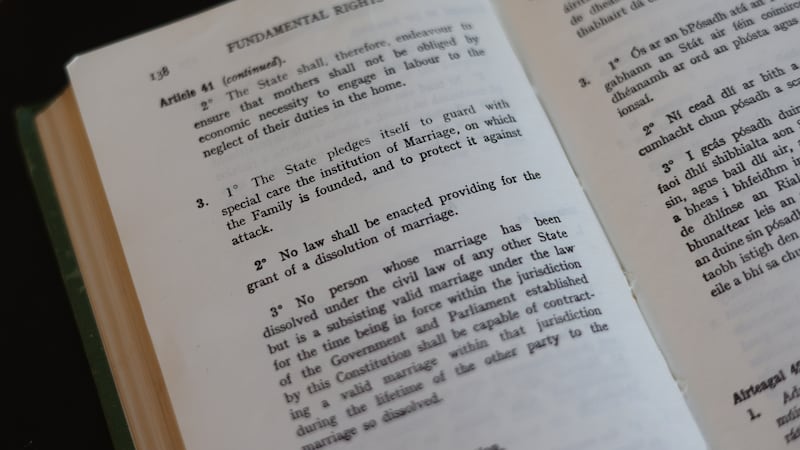 138
FUNDAMENTAL RIGHTS
Article 41 (continued).
2° The State shall, therefore, endeavour to
ensure that mothers shall not be obliged by
economic necessity to engage in labour to the
neglect of their duties in the home.
3. 1° The State pledges itself to guard with
special care the institution of Marriage, on which
the Family is founded, and to protect it against
attack.
2° No law shall be enacted providing for the
grant of a dissolution of marriage.
3° No person whose marriage has been
dissolved under the civil law of any other State
but is a subsisting valid marriage under the law
for the time being in force within the jurisdiction
of the Government and Parliament established
by this Constitution shall be capable of contract-
ing a valid marriage within that jurisdiction
during the lifetime of the other party to the
marriage so dissolved.
de
thabhairt dá
3. 1° Ós ar an bPósadh atá an
gabhann an Stát air féin coimirc
dhéanamh ar ord an phósta agus
ionsaí.
2° Ní cead dlí ar bith a
cumhacht chun pósadh a sc
3° I gcás pósadh duin
faoi dhlí shibhialta aon
sin, agus bail dlí air,
a bheas i bhfeidhm i
de dhlínse an Rial
bhunaítear leis an
an duine sin pósad
taobh istigh den
eile a bhí sa chu
Airteagal 4
1. Ad